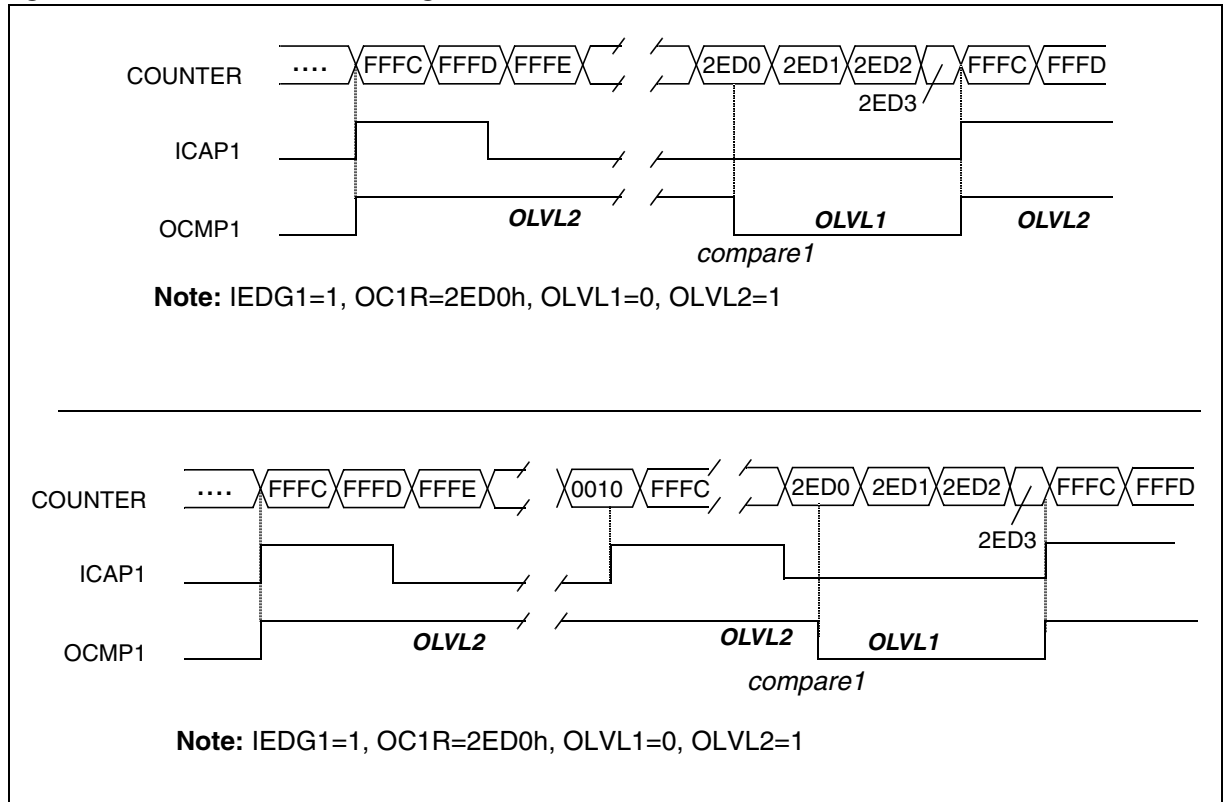 COUNTER .... FFFC FFFD FFFE 2ED0 2ED1 2ED2 FFFC FFFD
2ED3
ICAP1
OCMP1 OLVL2 OLVL1 OLVL2
compare1
Note: IEDG1=1, OC1R=2ED0h, OLVL1=0, OLVL2=1
COUNTER .... FFFC FFFD FFFE 0010 FFFC 2ED0 2ED1 2ED2 FFFC FFFD
2ED3
ICAP1
OCMP1 OLVL2 OLVL2 OLVL1
compare1
Note: IEDG1=1, OC1R=2ED0h, OLVL1=0, OLVL2=1